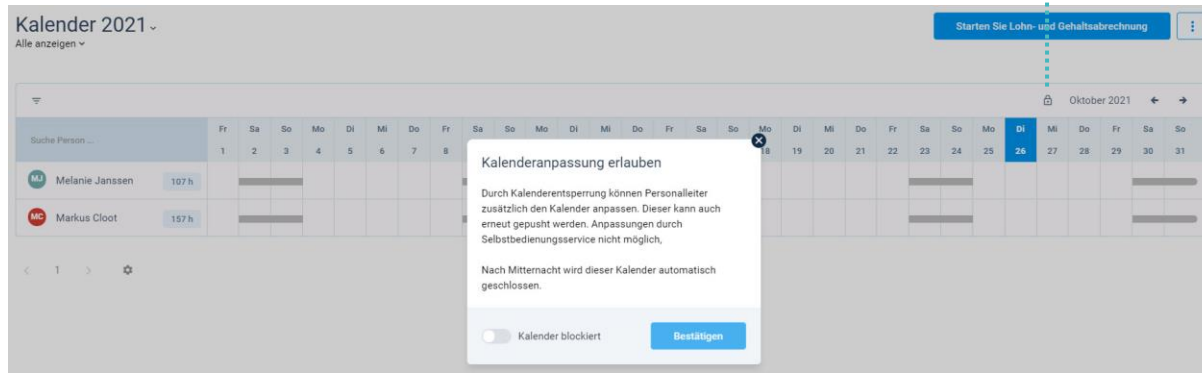 Kalender 2021
Alle anzeigen
Starten Sie Lohn- und Gehaltsabrechnung
Oktober 2021
Suche Person ...
Fr Sa So Mo Di Mi Do Fr Sa So Mo Di Mi Do Fr Sa So Mo Di Mi Do Fr Sa So Mo Di Mi Do Fr Sa So
1 2 3 4 5 6 7 8 18 19 20 21 22 23 24 25 26 27 28 29 30 31
MJ Melanie Janssen 107 h
MC Markus Cloot 157 h
1
Kalenderanpassung erlauben
Durch Kalenderentsperrung können Personalleiter
zusätzlich den Kalender anpassen. Dieser kann auch
erneut gepusht werden. Anpassungen durch
Selbstbedienungsservice nicht möglich,
Nach Mitternacht wird dieser Kalender automatisch
geschlossen.
Kalender blockiert
Bestätigen